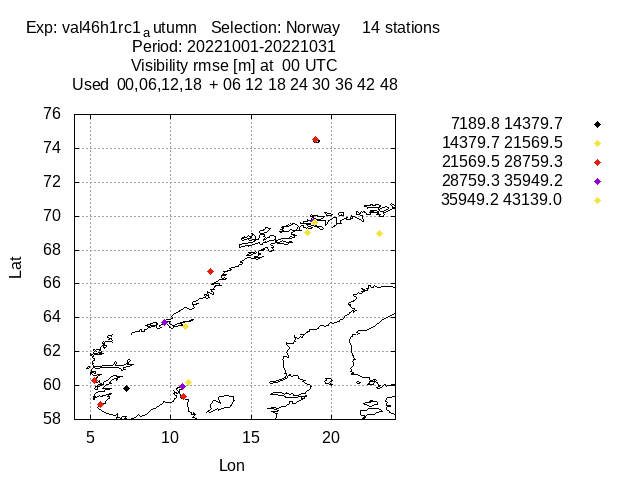 Exp: val46h1rc1autumn Selection: Norway 14 stations
Period: 20221001-20221031
Visibility rmse [m] at 00 UTC
Used 00,06,12,18 + 06 12 18 24 30 36 42 48
7189.8 14379.7
14379.7 21569.5
21569.5 28759.3
28759.3 35949.2
35949.2 43139.0
76
74
72
70
68
66
64
62
60
58
Lat
5 10 15 20
Lon